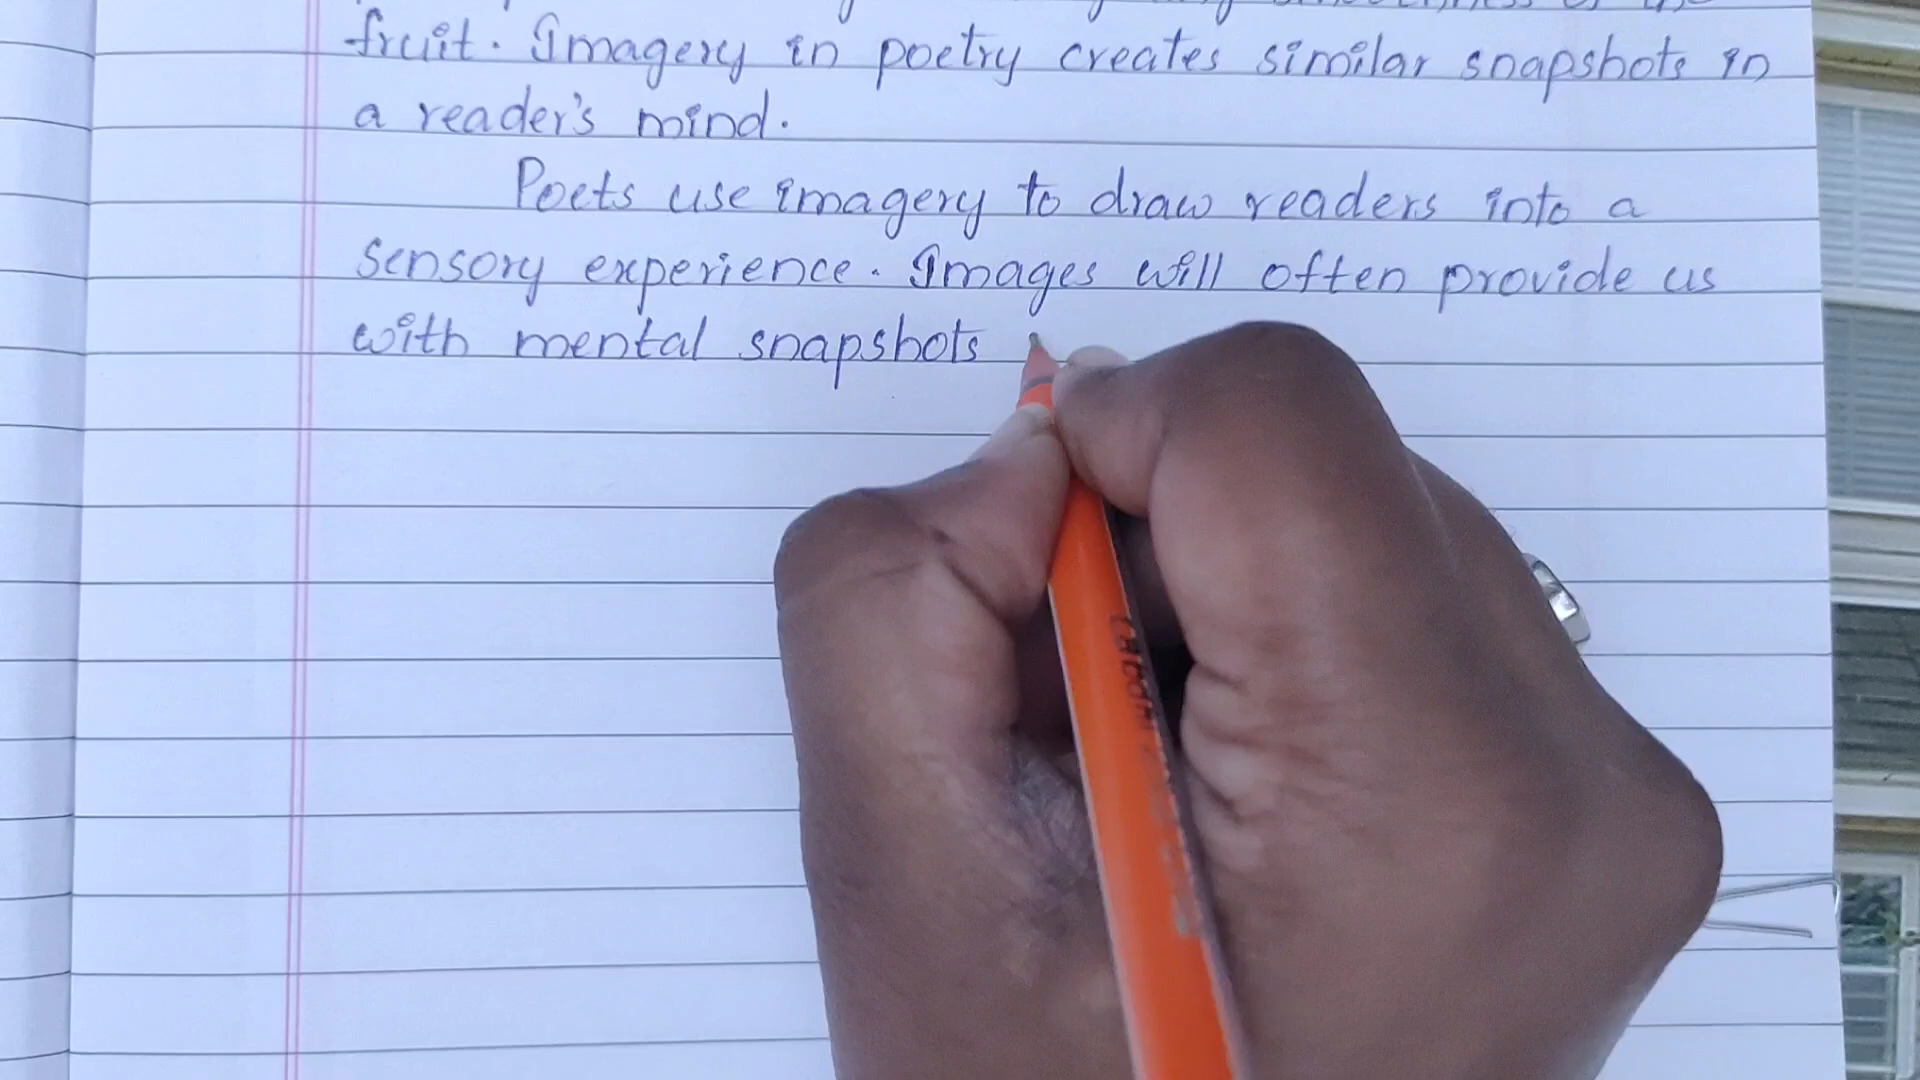 fruit. Imagery in poetry creates similar snapshots in
a reader's mind.
Poets use imagery to draw readers into a
sensory experience. Images will often provide us
with mental snapshots